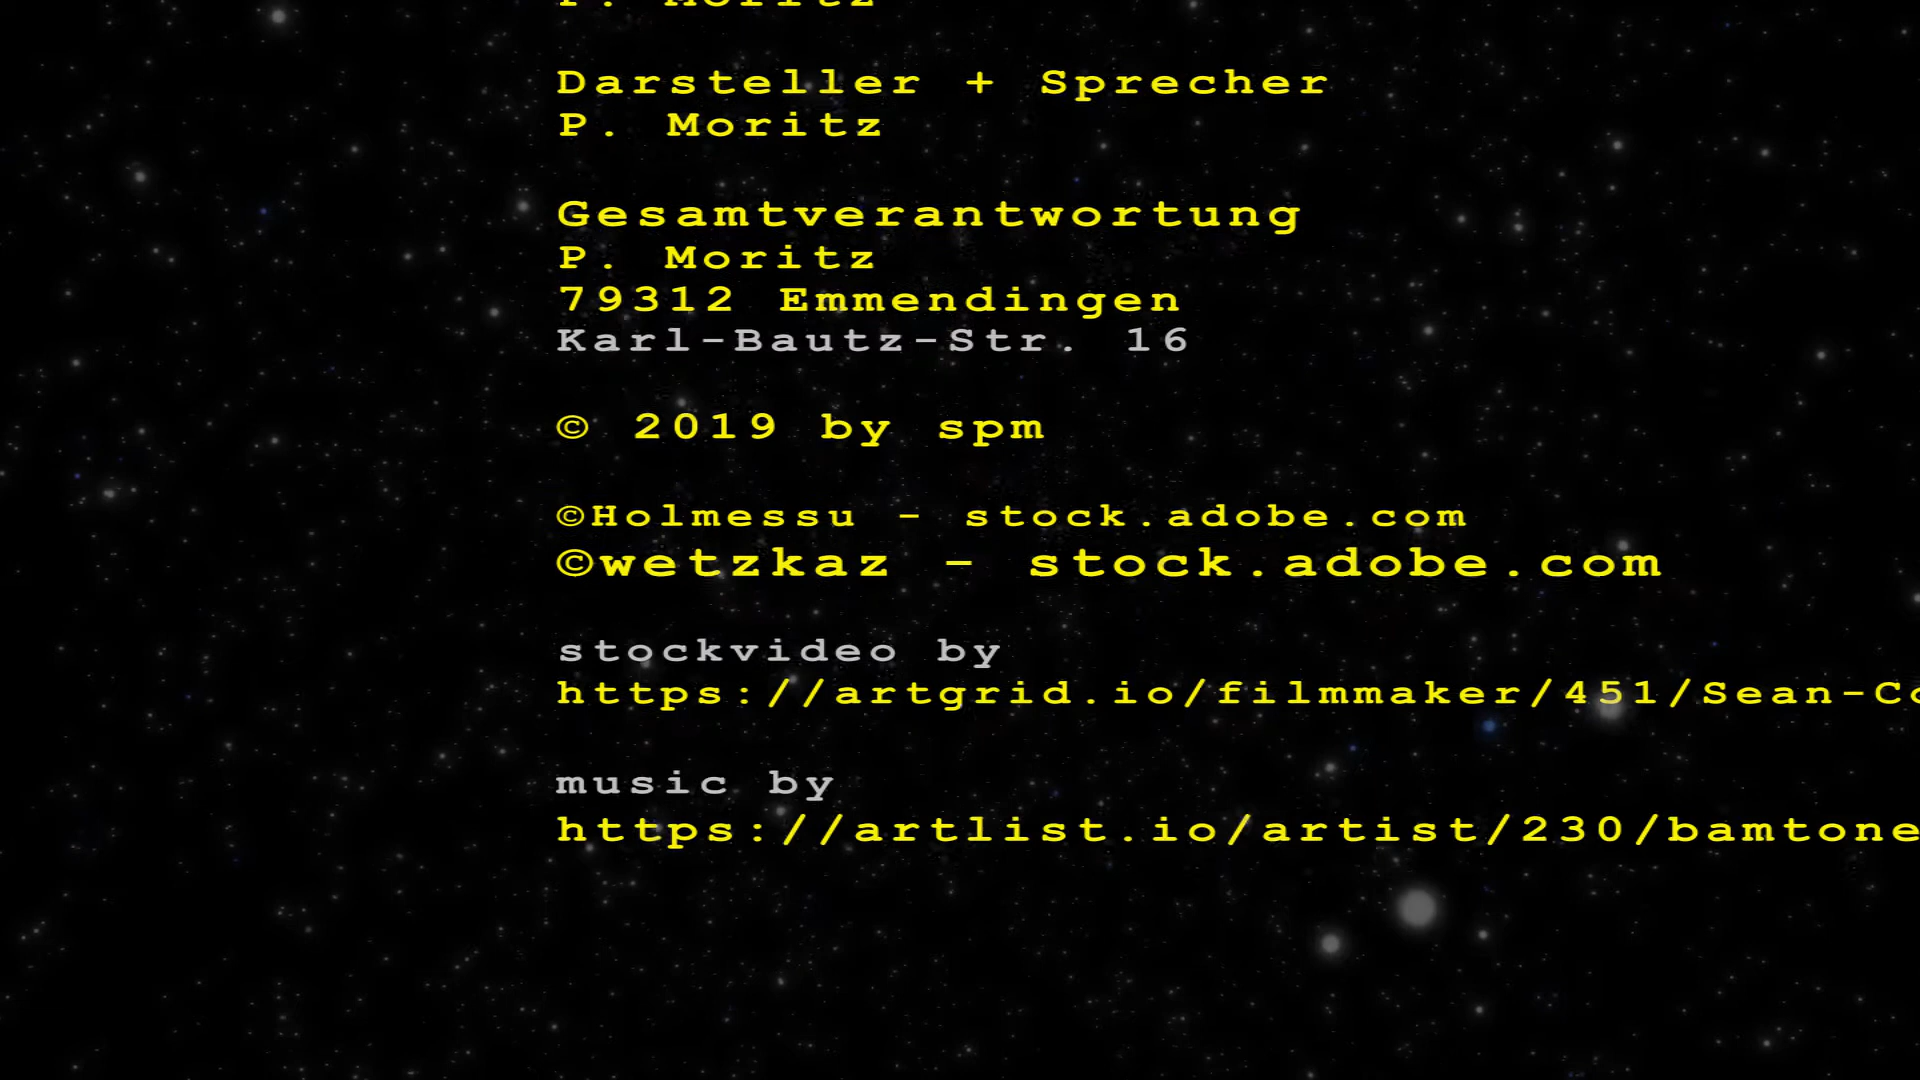 P. Moritz
Darsteller + Sprecher
P. Moritz
Gesamtverantwortung
P. Moritz
79312 Emmendingen
Karl-Bautz-Str. 16
© 2019 by spm
©Holmessu - stock.adobe.com
©wetzkaz - stock.adobe.com
stockvideo by
https://artgrid.io/filmmaker/451/Sean-Co
music by
https://artlist.io/artist/230/bamtone